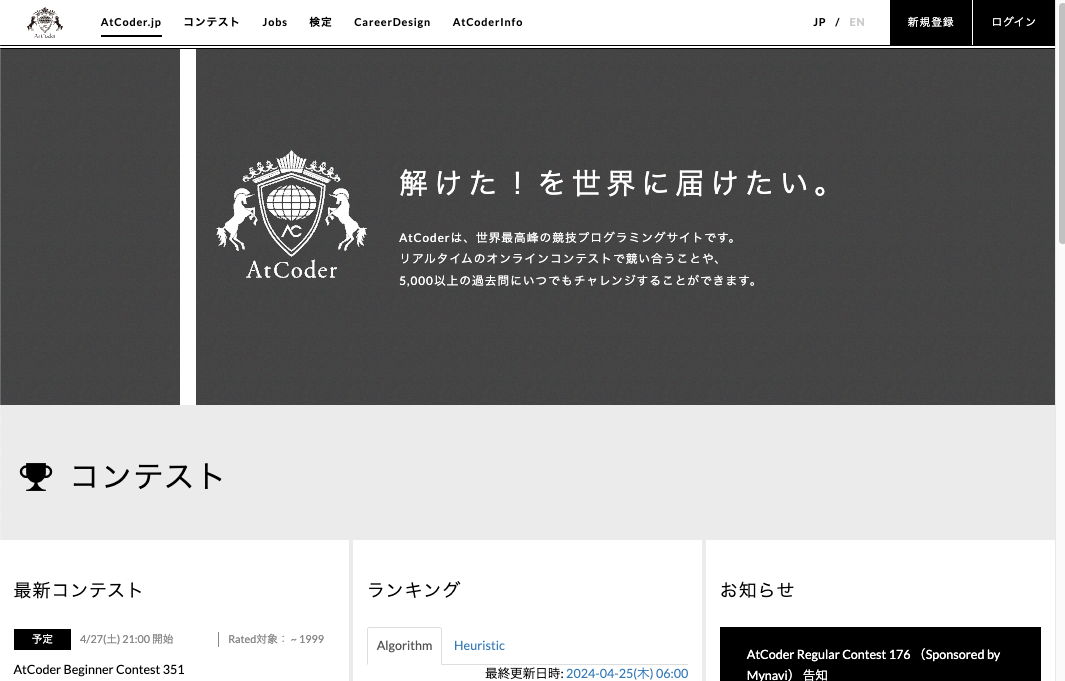 AtCoder
AtCoder.jp コンテスト Jobs 検定 CareerDesign AtCoderInfo JP / EN 新規登録 ログイン
AC
AtCoder
解けた！を世界に届けたい。
AtCoderは、世界最高峰の競技プログラミングサイトです。
リアルタイムのオンラインコンテストで競い合うことや、
5,000以上の過去問にいつでもチャレンジすることができます。
コンテスト
最新コンテスト
予定 4/27(土) 21:00 開始 Rated対象： ~ 1999
AtCoder Beginner Contest 351
ランキング
Algorithm Heuristic
最終更新日時: 2024-04-25(木) 06:00
お知らせ
AtCoder Regular Contest 176 （Sponsored by
Mynavi） 告知